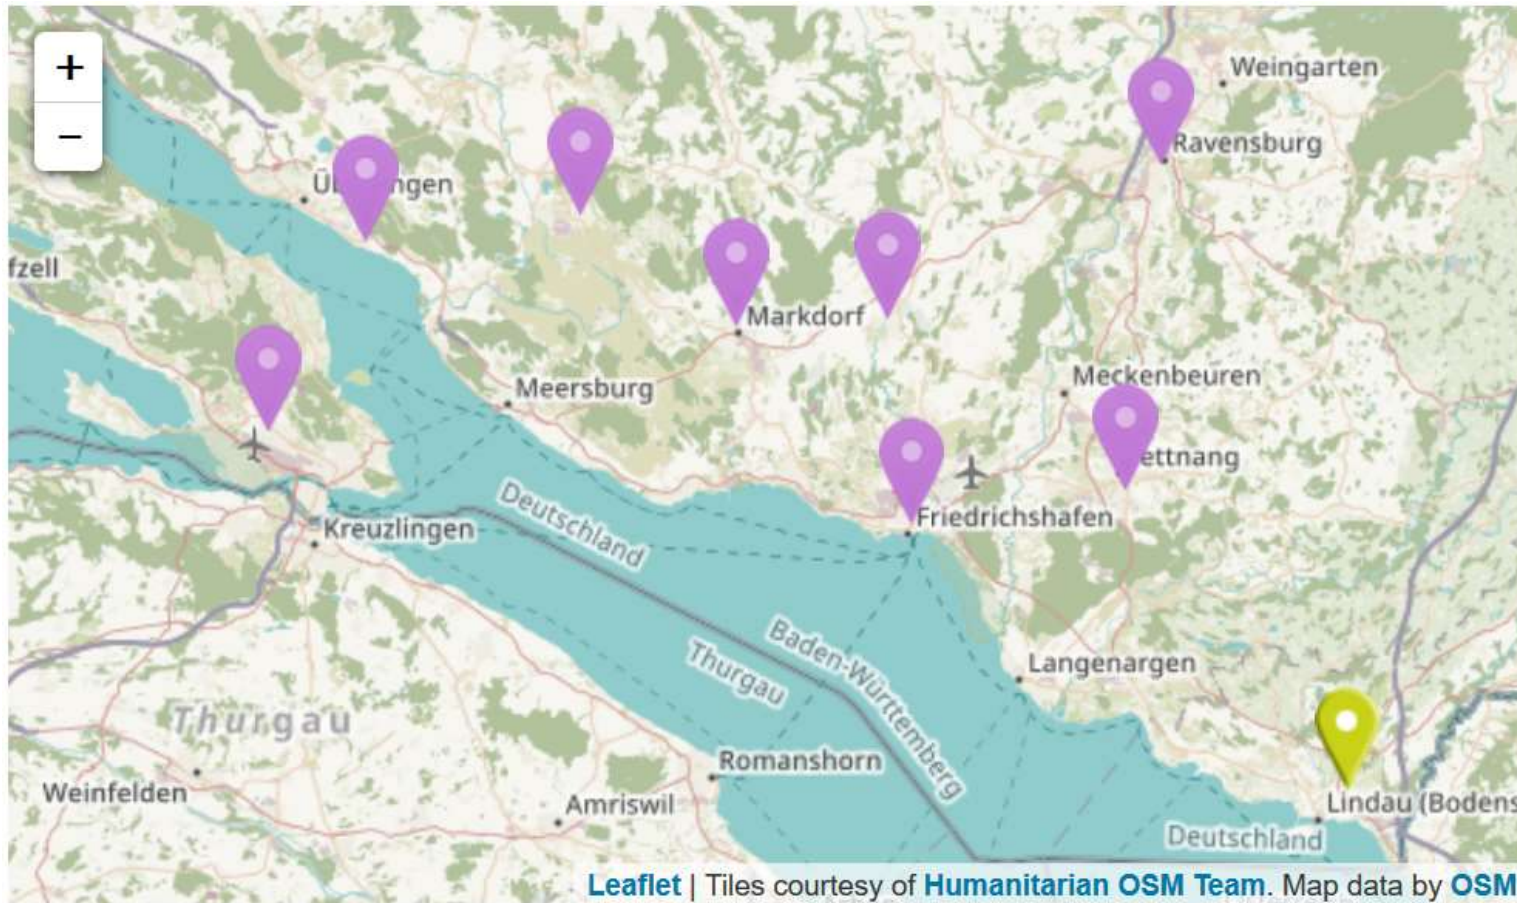 +
Weingarten
Ravensburg
fzell
−
Markdorf
Meersburg
Meckenbeuren
ettnang
Friedrichshafen
Kreuzlingen
Deutschland
Baden-Württemberg
Thurgau
Langenargen
Thurgau
Romanshorn
Weinfelden
Amriswil
Lindau (Bodens
Deutschland
Leaflet | Tiles courtesy of Humanitarian OSM Team. Map data by OSM